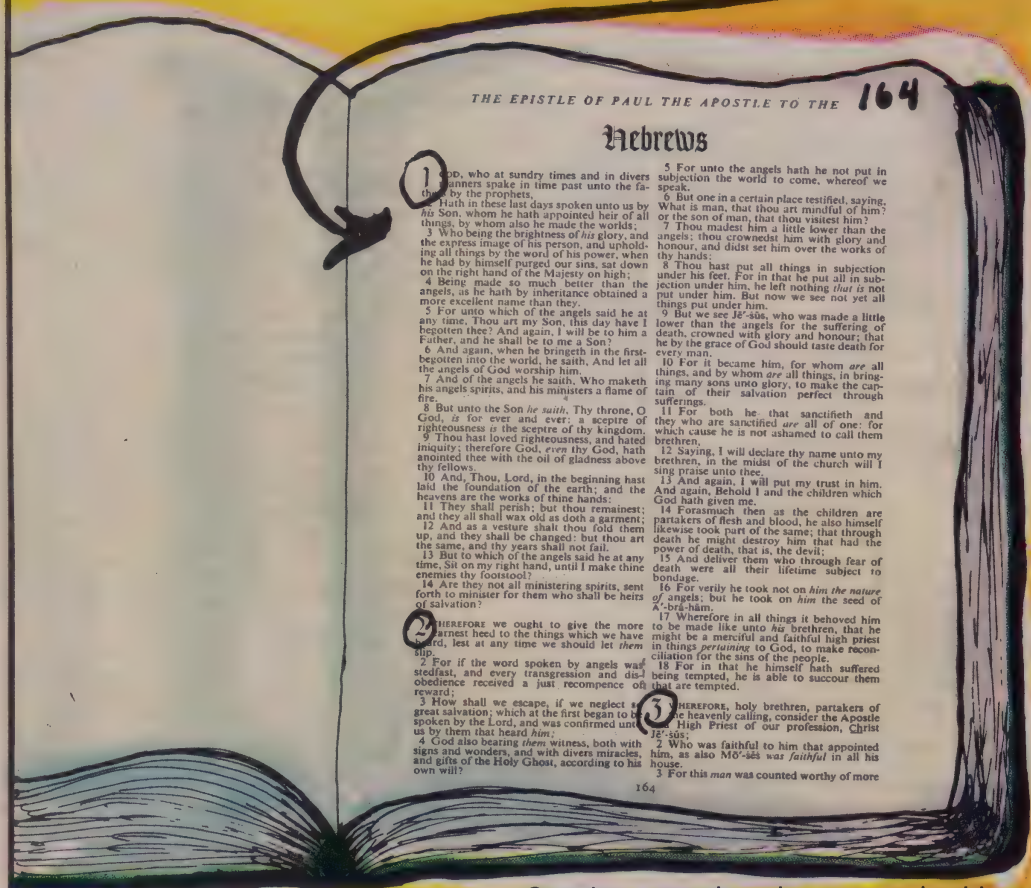 THE EPISTLE OF PAUL THE APOSTLE TO THE 164
Hebrews
1 OD, who at sundry times and in divers
manners spake in time past unto the fa-
by the prophets,
Hath in these last days spoken unto us by
his Son, whom he hath appointed heir of all
things, by whom also he made the worlds;
3 Who being the brightness of his glory, and
the express image of his person, and uphold-
ing all things by the word of his power, when
he had by himself purged our sins, sat down
on the right hand of the Majesty on high;
4 Being made so much better than the
angels, as he hath by inheritance obtained a
more excellent name than they.
5 For unto which of the angels said he at
any time, Thou art my Son, this day have I
begotten thee? And again, I will be to him a
Father, and he shall be to me a Son?
6 And again, when he bringeth in the first-
begotten into the world, he saith, And let all
the angels of God worship him.
7 And of the angels he saith, Who maketh
his angels spirits, and his ministers a flame of
fire.
8 But unto the Son he saith, Thy throne, O
God, is for ever and ever: a sceptre of
righteousness is the sceptre of thy kingdom.
9 Thou hast loved righteousness, and hated
iniquity; therefore God, even thy God, hath
anointed thee with the oil of gladness above
thy fellows.
10 And, Thou, Lord, in the beginning hast
laid the foundation of the earth; and the
heavens are the works of thine hands:
11 They shall perish; but thou remainest;
and they all shall wax old as doth a garment;
12 And as a vesture shalt thou fold them
up, and they shall be changed: but thou art
the same, and thy years shall not fail.
13 But to which of the angels said he at any
time, Sit on my right hand, until I make thine
enemies thy footstool?
14 Are they not all ministering spirits, sent
forth to minister for them who shall be heirs
of salvation?
2 HEREFORE we ought to give the more
earnest heed to the things which we have
heard, lest at any time we should let them
slip.
2 For if the word spoken by angels was
stedfast, and every transgression and dis-
obedience received a just recompence of
reward;
3 How shall we escape, if we neglect so
great salvation; which at the first began to be
spoken by the Lord, and was confirmed unto
us by them that heard him;
4 God also bearing them witness, both with
signs and wonders, and with divers miracles,
and gifts of the Holy Ghost, according to his
own will?
5 For unto the angels hath he not put in
subjection the world to come, whereof we
speak.
6 But one in a certain place testified, saying,
What is man, that thou art mindful of him?
or the son of man, that thou visitest him?
7 Thou madest him a little lower than the
angels; thou crownedst him with glory and
honour, and didst set him over the works of
thy hands:
8 Thou hast put all things in subjection
under his feet. For in that he put all in sub-
jection under him, he left nothing that is not
put under him. But now we see not yet all
things put under him.
9 But we see Jē'-ṣŭs, who was made a little
lower than the angels for the suffering of
death, crowned with glory and honour; that
he by the grace of God should taste death for
every man.
10 For it became him, for whom are all
things, and by whom are all things, in bring-
ing many sons unto glory, to make the cap-
tain of their salvation perfect through
sufferings.
11 For both he that sanctifieth and
they who are sanctified are all of one: for
which cause he is not ashamed to call them
brethren,
12 Saying, I will declare thy name unto my
brethren, in the midst of the church will I
sing praise unto thee.
13 And again, I will put my trust in him.
And again, Behold I and the children which
God hath given me.
14 Forasmuch then as the children are
partakers of flesh and blood, he also himself
likewise took part of the same; that through
death he might destroy him that had the
power of death, that is, the devil;
15 And deliver them who through fear of
death were all their lifetime subject to
bondage.
16 For verily he took not on him the nature
of angels; but he took on him the seed of
Ā'-brȧ-hăm.
17 Wherefore in all things it behoved him
to be made like unto his brethren, that he
might be a merciful and faithful high priest
in things pertaining to God, to make recon-
ciliation for the sins of the people.
18 For in that he himself hath suffered
being tempted, he is able to succour them
that are tempted.
3 HEREFORE, holy brethren, partakers of
the heavenly calling, consider the Apostle
High Priest of our profession, Christ
Jē'-ṣŭs;
2 Who was faithful to him that appointed
him, as also Mō'-ṣĕṣ was faithful in all his
house.
3 For this man was counted worthy of more
164